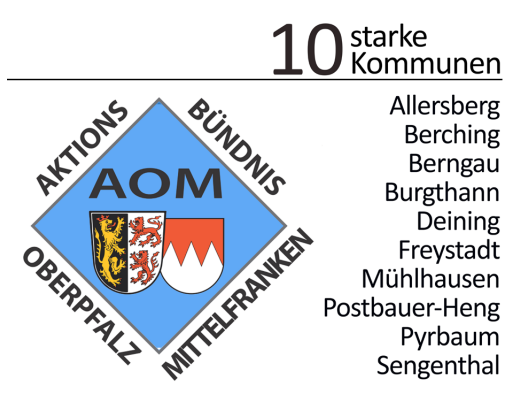 10 starke
Kommunen
AKTIONS
BÜNDNIS
AOM
OBERPFALZ
MITTELFRANKEN
Allersberg
Berching
Berngau
Burgthann
Deining
Freystadt
Mühlhausen
Postbauer-Heng
Pyrbaum
Sengenthal